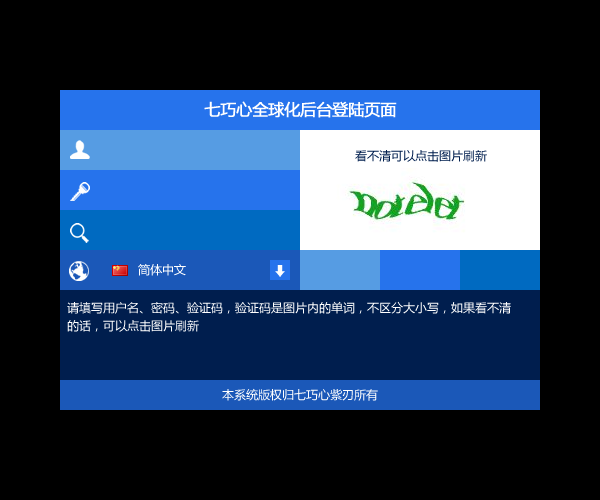 七巧心全球化后台登陆页面
看不清可以点击图片刷新
简体中文
请填写用户名、密码、验证码，验证码是图片内的单词，不区分大小写，如果看不清
的话，可以点击图片刷新
本系统版权归七巧心紫刃所有